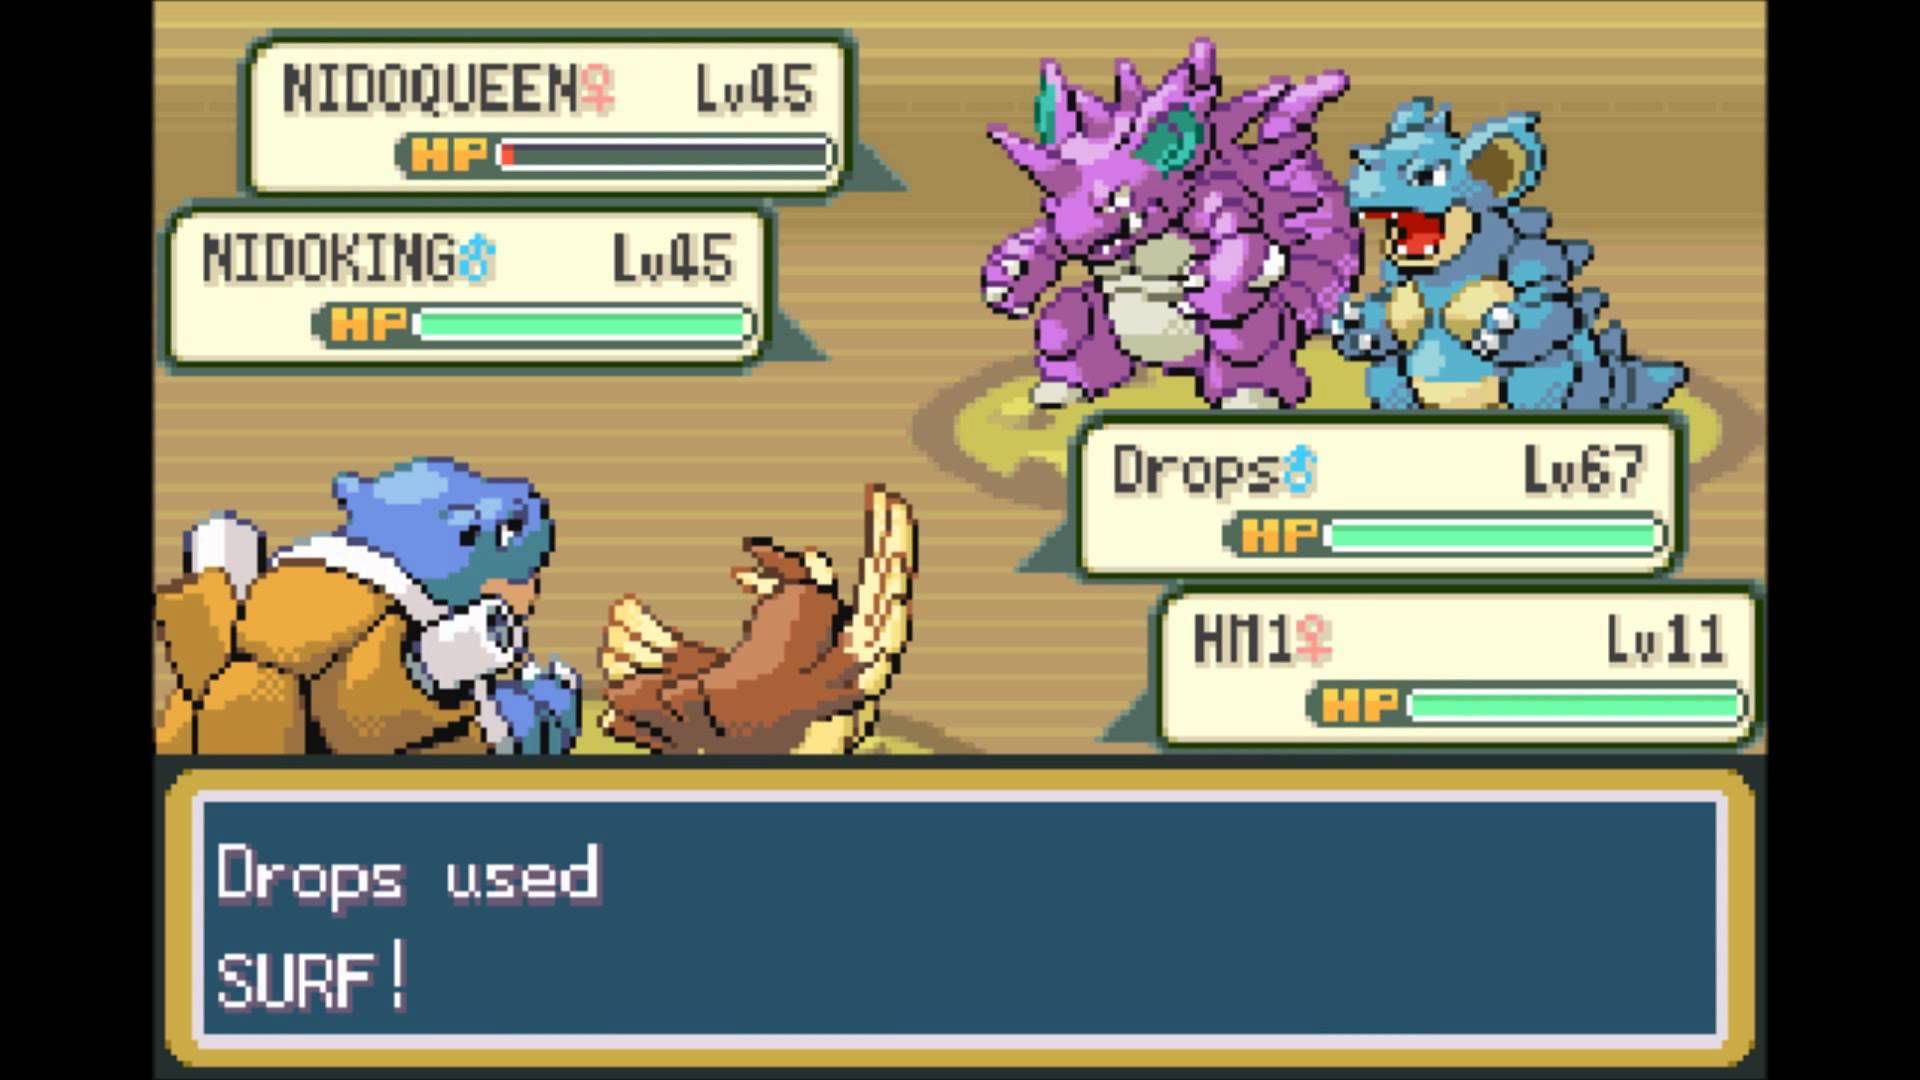 NIDOQUEEN♀ Lv45
HP
NIDOKING♂ Lv45
HP
Drops♂ Lv67
HP
HM1♀ Lv11
HP
Drops used
SURF!